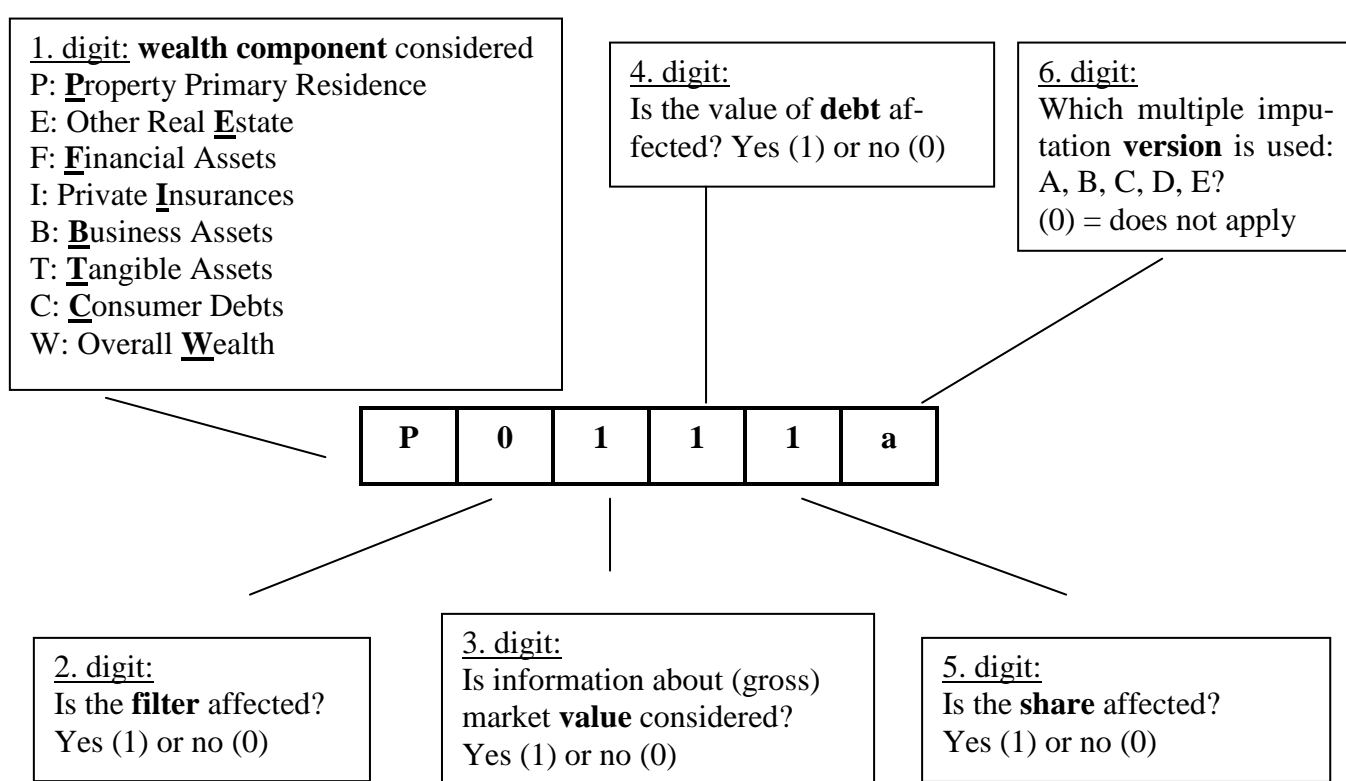 1. digit: wealth component considered
P: Property Primary Residence
E: Other Real Estate
F: Financial Assets
I: Private Insurances
B: Business Assets
T: Tangible Assets
C: Consumer Debts
W: Overall Wealth
4. digit:
Is the value of debt af-
fected? Yes (1) or no (0)
6. digit:
Which multiple impu-
tation version is used:
A, B, C, D, E?
(0) = does not apply
P 0 1 1 1 a
2. digit:
Is the filter affected?
Yes (1) or no (0)
3. digit:
Is information about (gross)
market value considered?
Yes (1) or no (0)
5. digit:
Is the share affected?
Yes (1) or no (0)